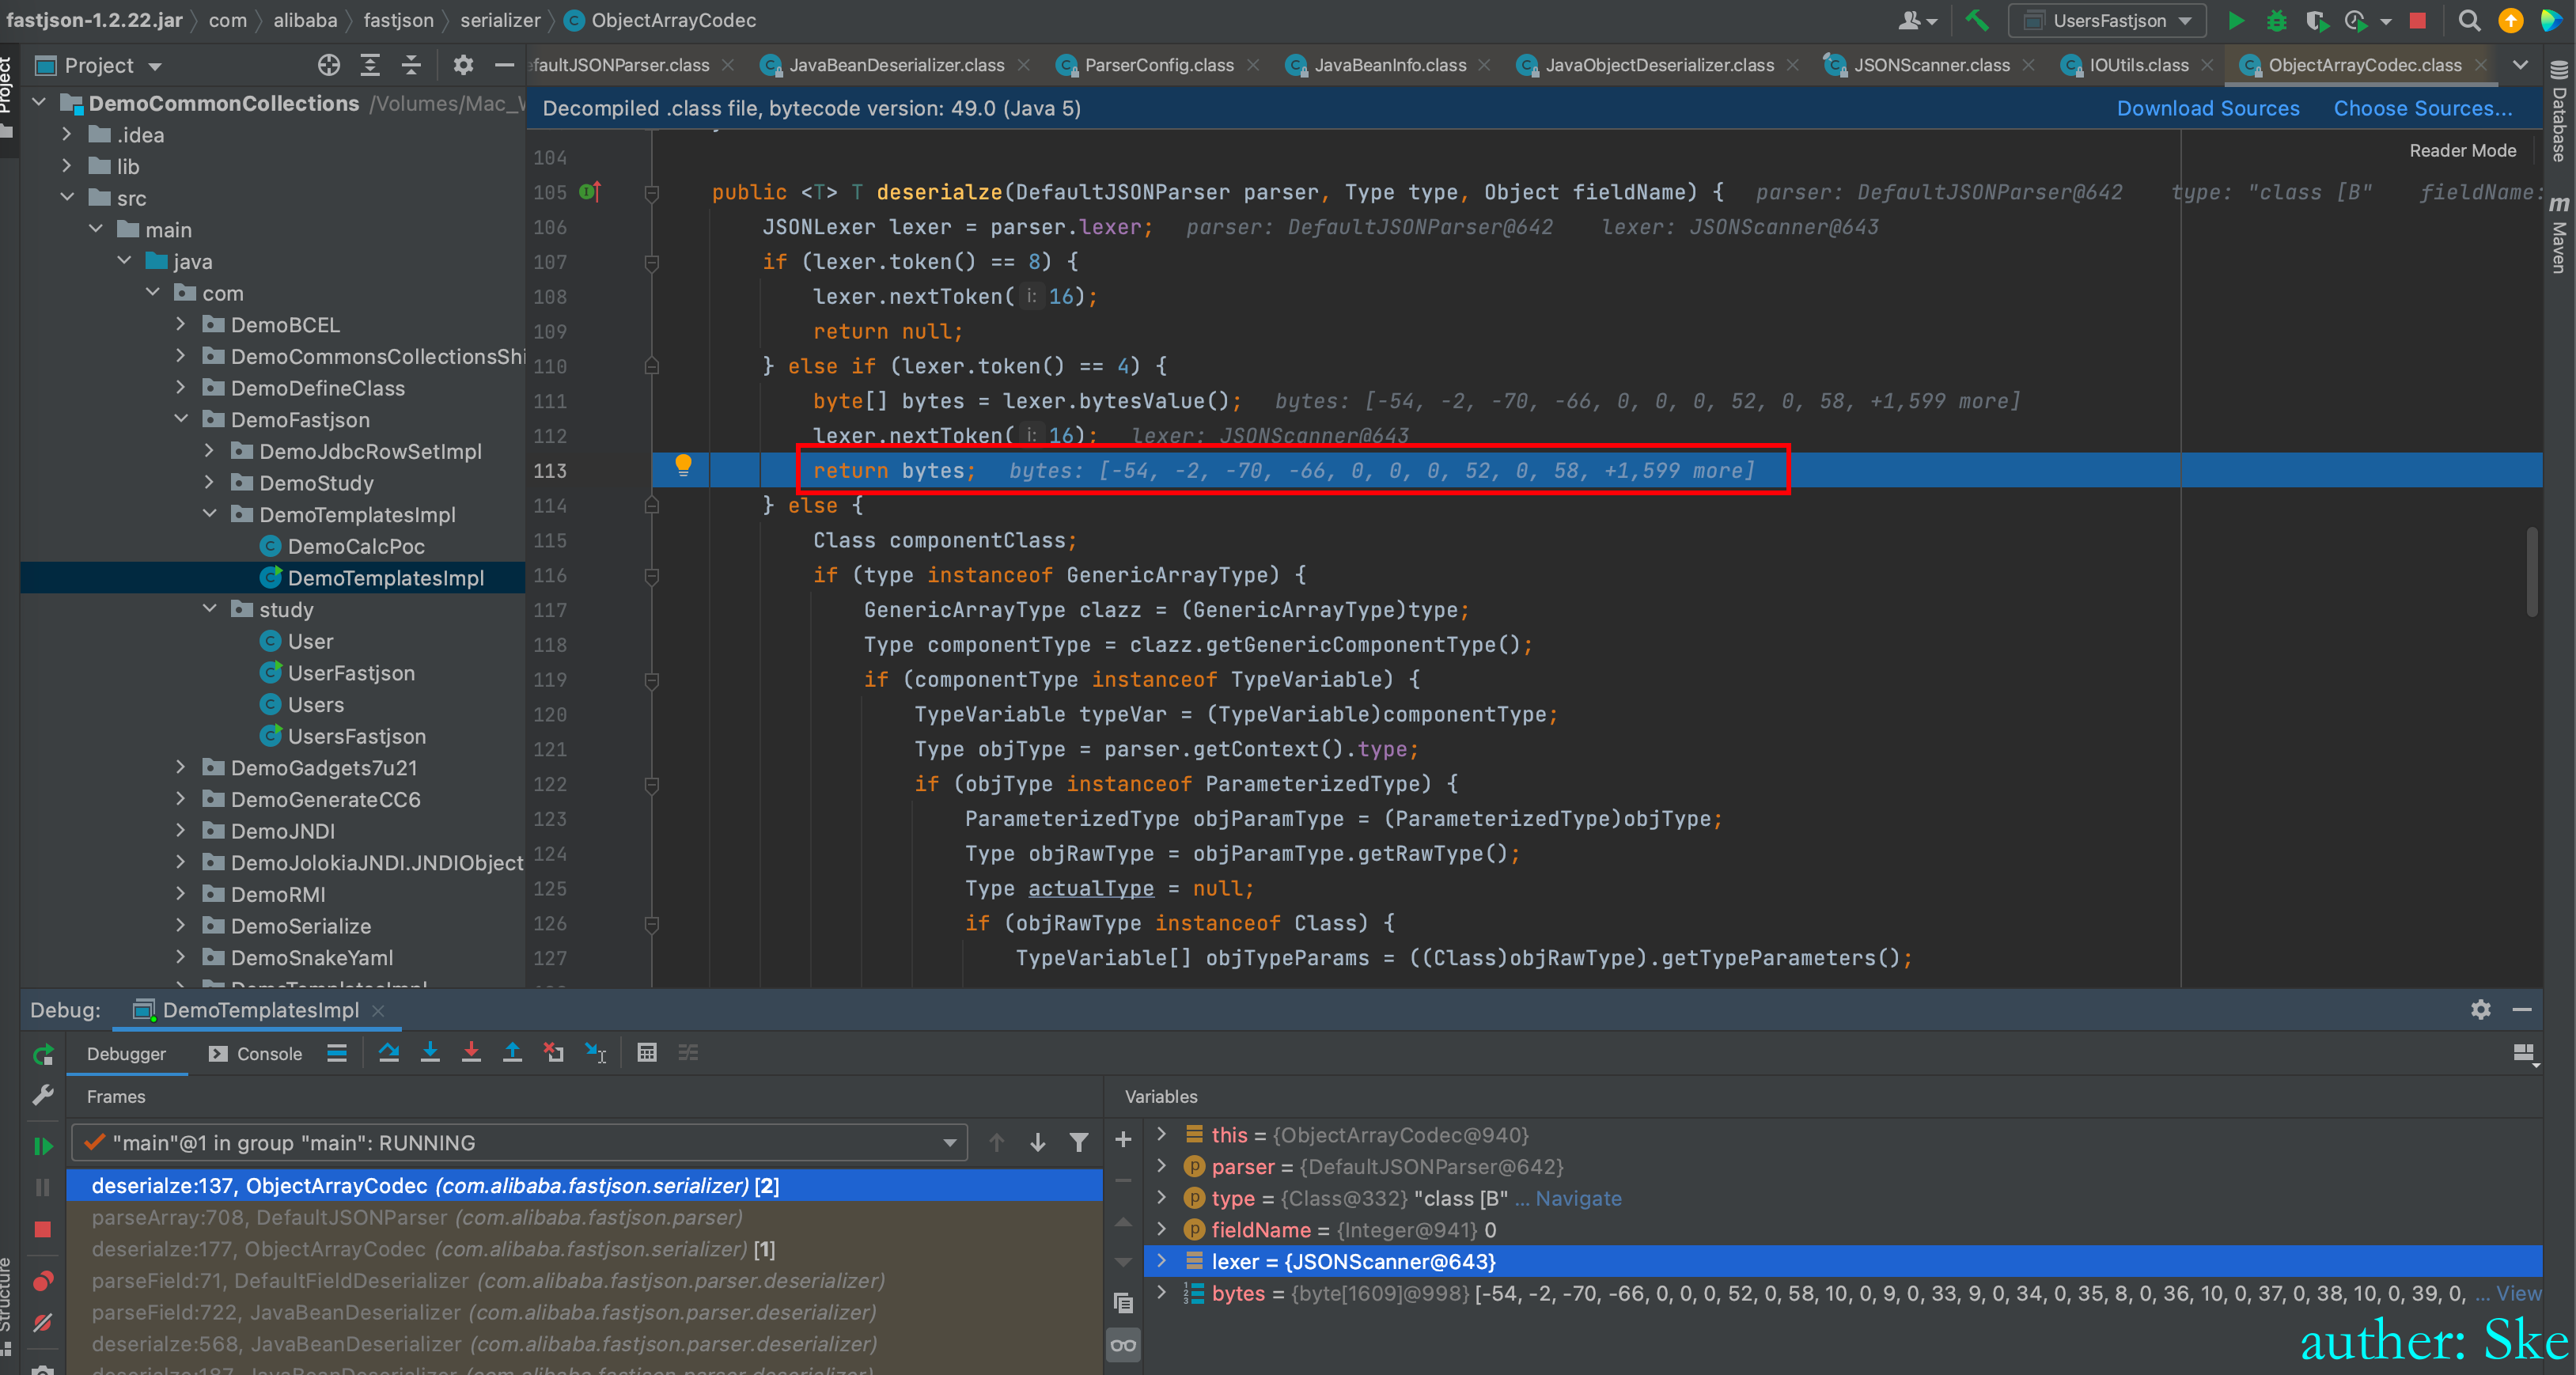 fastjson-1.2.22.jar com alibaba fastjson serializer ObjectArrayCodec
UsersFastjson
Project
faultJSONParser.class JavaBeanDeserializer.class ParserConfig.class JavaBeanInfo.class JavaObjectDeserializer.class JSONScanner.class IOUtils.class ObjectArrayCodec.class
Project
Database
Maven
Structure
DemoCommonCollections /Volumes/Mac_
.idea
lib
src
main
java
com
DemoBCEL
DemoCommonsCollectionsShi
DemoDefineClass
DemoFastjson
DemoJdbcRowSetImpl
DemoStudy
DemoTemplatesImpl
DemoCalcPoc
DemoTemplatesImpl
study
User
UserFastjson
Users
UsersFastjson
DemoGadgets7u21
DemoGenerateCC6
DemoJNDI
DemoJolokiaJNDI.JNDIObject
DemoRMI
DemoSerialize
DemoSnakeYaml
DemoTemplatesImpl
Decompiled .class file, bytecode version: 49.0 (Java 5) Download Sources Choose Sources...
Reader Mode
104
105 public <T> T deserialze(DefaultJSONParser parser, Type type, Object fieldName) { parser: DefaultJSONParser@642 type: "class [B" fieldName:
106 JSONLexer lexer = parser.lexer; parser: DefaultJSONParser@642 lexer: JSONScanner@643
107 if (lexer.token() == 8) {
108 lexer.nextToken( i: 16);
109 return null;
110 } else if (lexer.token() == 4) {
111 byte[] bytes = lexer.bytesValue(); bytes: [-54, -2, -70, -66, 0, 0, 0, 52, 0, 58, +1,599 more]
112 lexer.nextToken( i: 16); lexer: JSONScanner@643
113 return bytes; bytes: [-54, -2, -70, -66, 0, 0, 0, 52, 0, 58, +1,599 more]
114 } else {
115 Class componentClass;
116 if (type instanceof GenericArrayType) {
117 GenericArrayType clazz = (GenericArrayType)type;
118 Type componentType = clazz.getGenericComponentType();
119 if (componentType instanceof TypeVariable) {
120 TypeVariable typeVar = (TypeVariable)componentType;
121 Type objType = parser.getContext().type;
122 if (objType instanceof ParameterizedType) {
123 ParameterizedType objParamType = (ParameterizedType)objType;
124 Type objRawType = objParamType.getRawType();
125 Type actualType = null;
126 if (objRawType instanceof Class) {
127 TypeVariable[] objTypeParams = ((Class)objRawType).getTypeParameters();
Debug: DemoTemplatesImpl
Debugger Console
Frames
"main"@1 in group "main": RUNNING
deserialze:137, ObjectArrayCodec (com.alibaba.fastjson.serializer) [2]
parseArray:708, DefaultJSONParser (com.alibaba.fastjson.parser)
deserialze:177, ObjectArrayCodec (com.alibaba.fastjson.serializer) [1]
parseField:71, DefaultFieldDeserializer (com.alibaba.fastjson.parser.deserializer)
parseField:722, JavaBeanDeserializer (com.alibaba.fastjson.parser.deserializer)
deserialze:568, JavaBeanDeserializer (com.alibaba.fastjson.parser.deserializer)
deserialze:187, JavaBeanDeserializer (com.alibaba.fastjson.parser.deserializer)
Variables
this = {ObjectArrayCodec@940}
parser = {DefaultJSONParser@642}
type = {Class@332} "class [B" ... Navigate
fieldName = {Integer@941} 0
lexer = {JSONScanner@643}
bytes = {byte[1609]@998} [-54, -2, -70, -66, 0, 0, 0, 52, 0, 58, 10, 0, 9, 0, 33, 9, 0, 34, 0, 35, 8, 0, 36, 10, 0, 37, 0, 38, 10, 0, 39, 0, ... View
auther: Ske